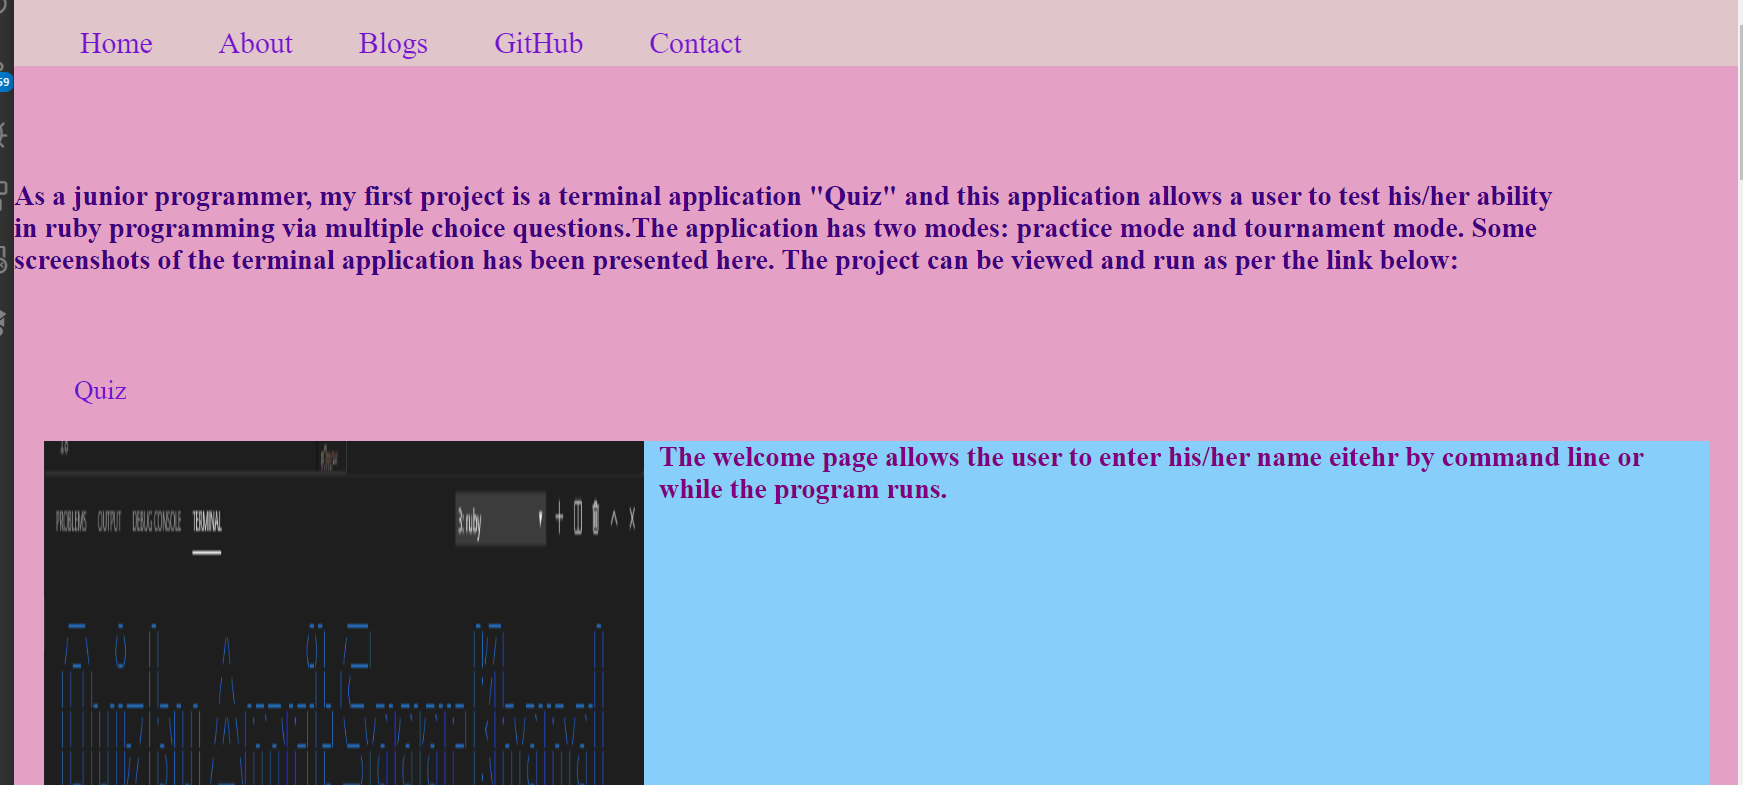 Home About Blogs GitHub Contact
69
As a junior programmer, my first project is a terminal application "Quiz" and this application allows a user to test his/her ability
in ruby programming via multiple choice questions.The application has two modes: practice mode and tournament mode. Some
screenshots of the terminal application has been presented here. The project can be viewed and run as per the link below:
Quiz
The welcome page allows the user to enter his/her name eitehr by command line or
while the program runs.
PROBLEMS OUTPUT DEBUG CONSOLE TERMINAL 3: ruby